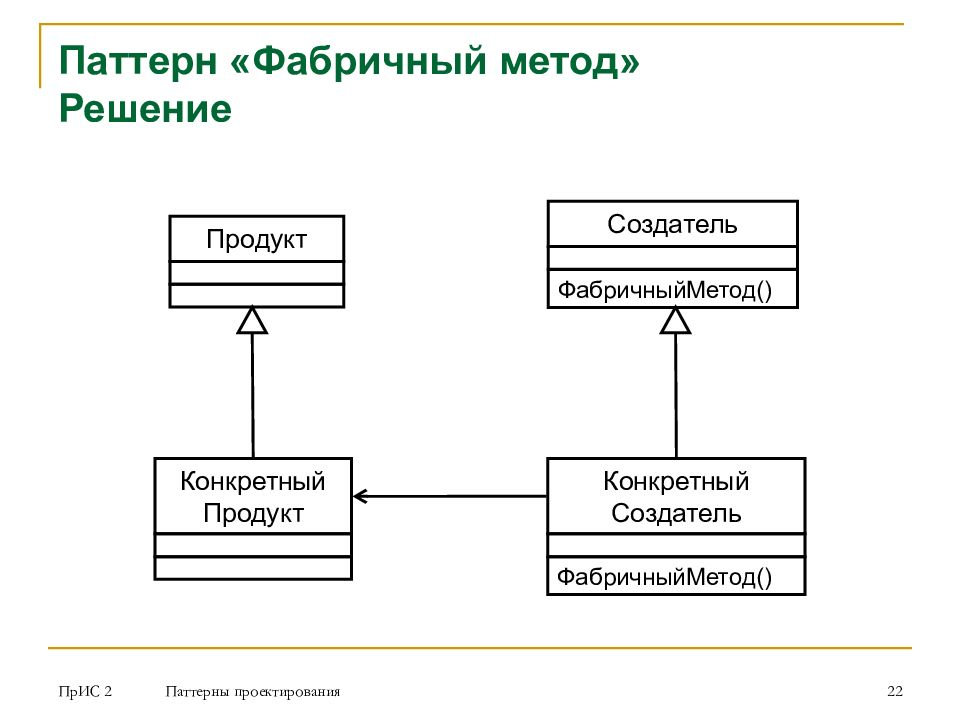 Паттерн «Фабричный метод»
Решение
Продукт
Создатель
ФабричныйМетод()
Конкретный
Продукт
Конкретный
Создатель
ФабричныйМетод()
ПрИС 2
Паттерны проектирования
22